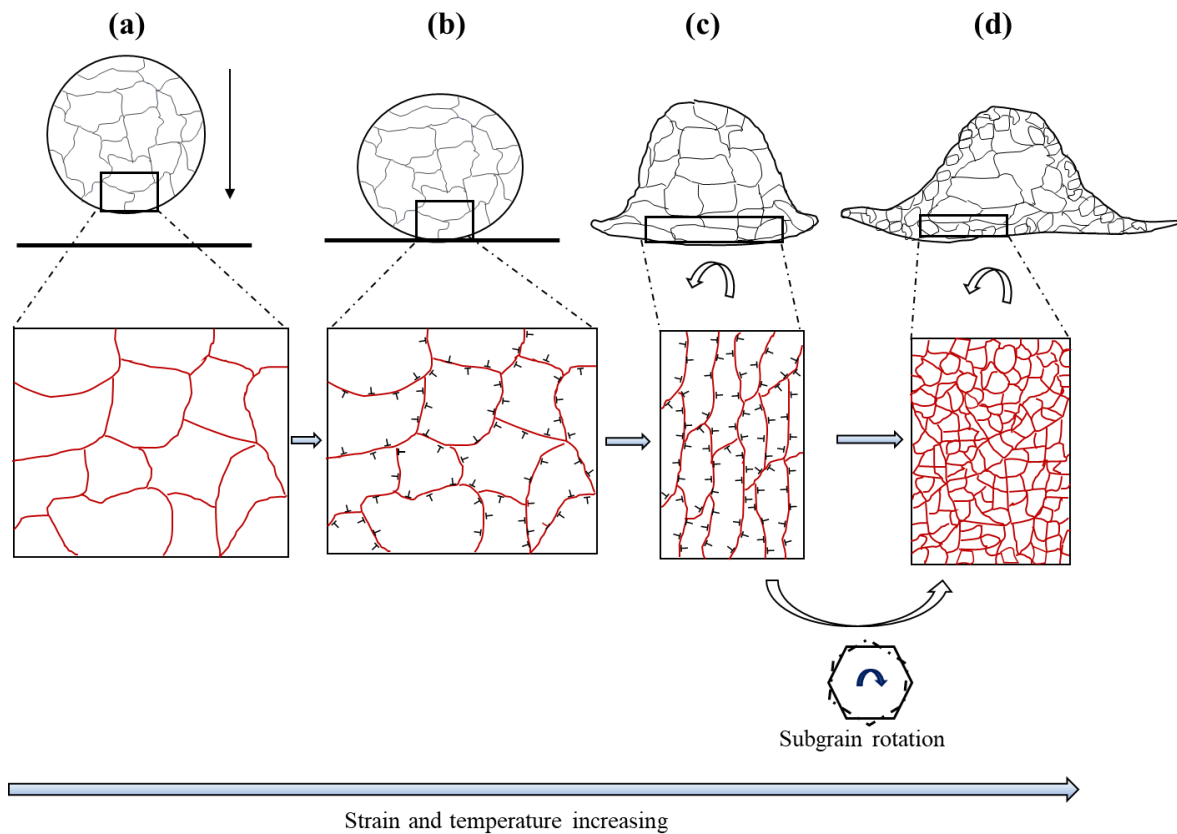 (a)
(b)
(c)
(d)
Subgrain rotation
Strain and temperature increasing